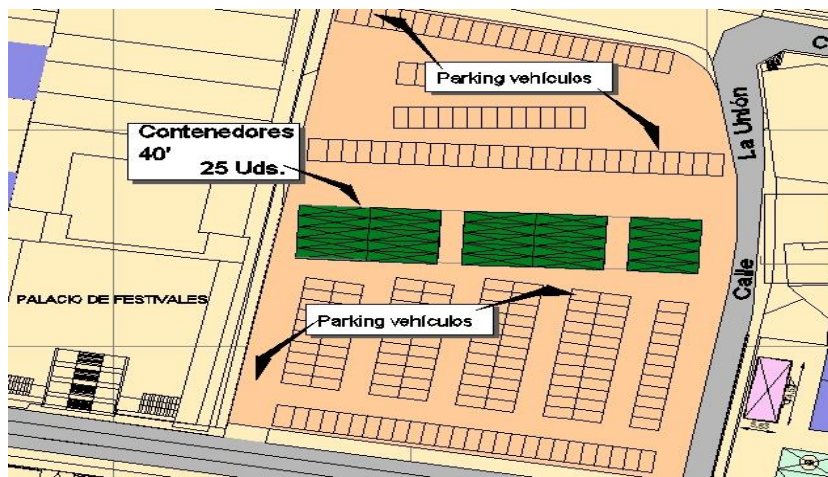 Parking vehículos
Contenedores
40'
25 Uds.
La Unión
C
Calle
PALACIO DE FESTIVALES
Parking vehículos